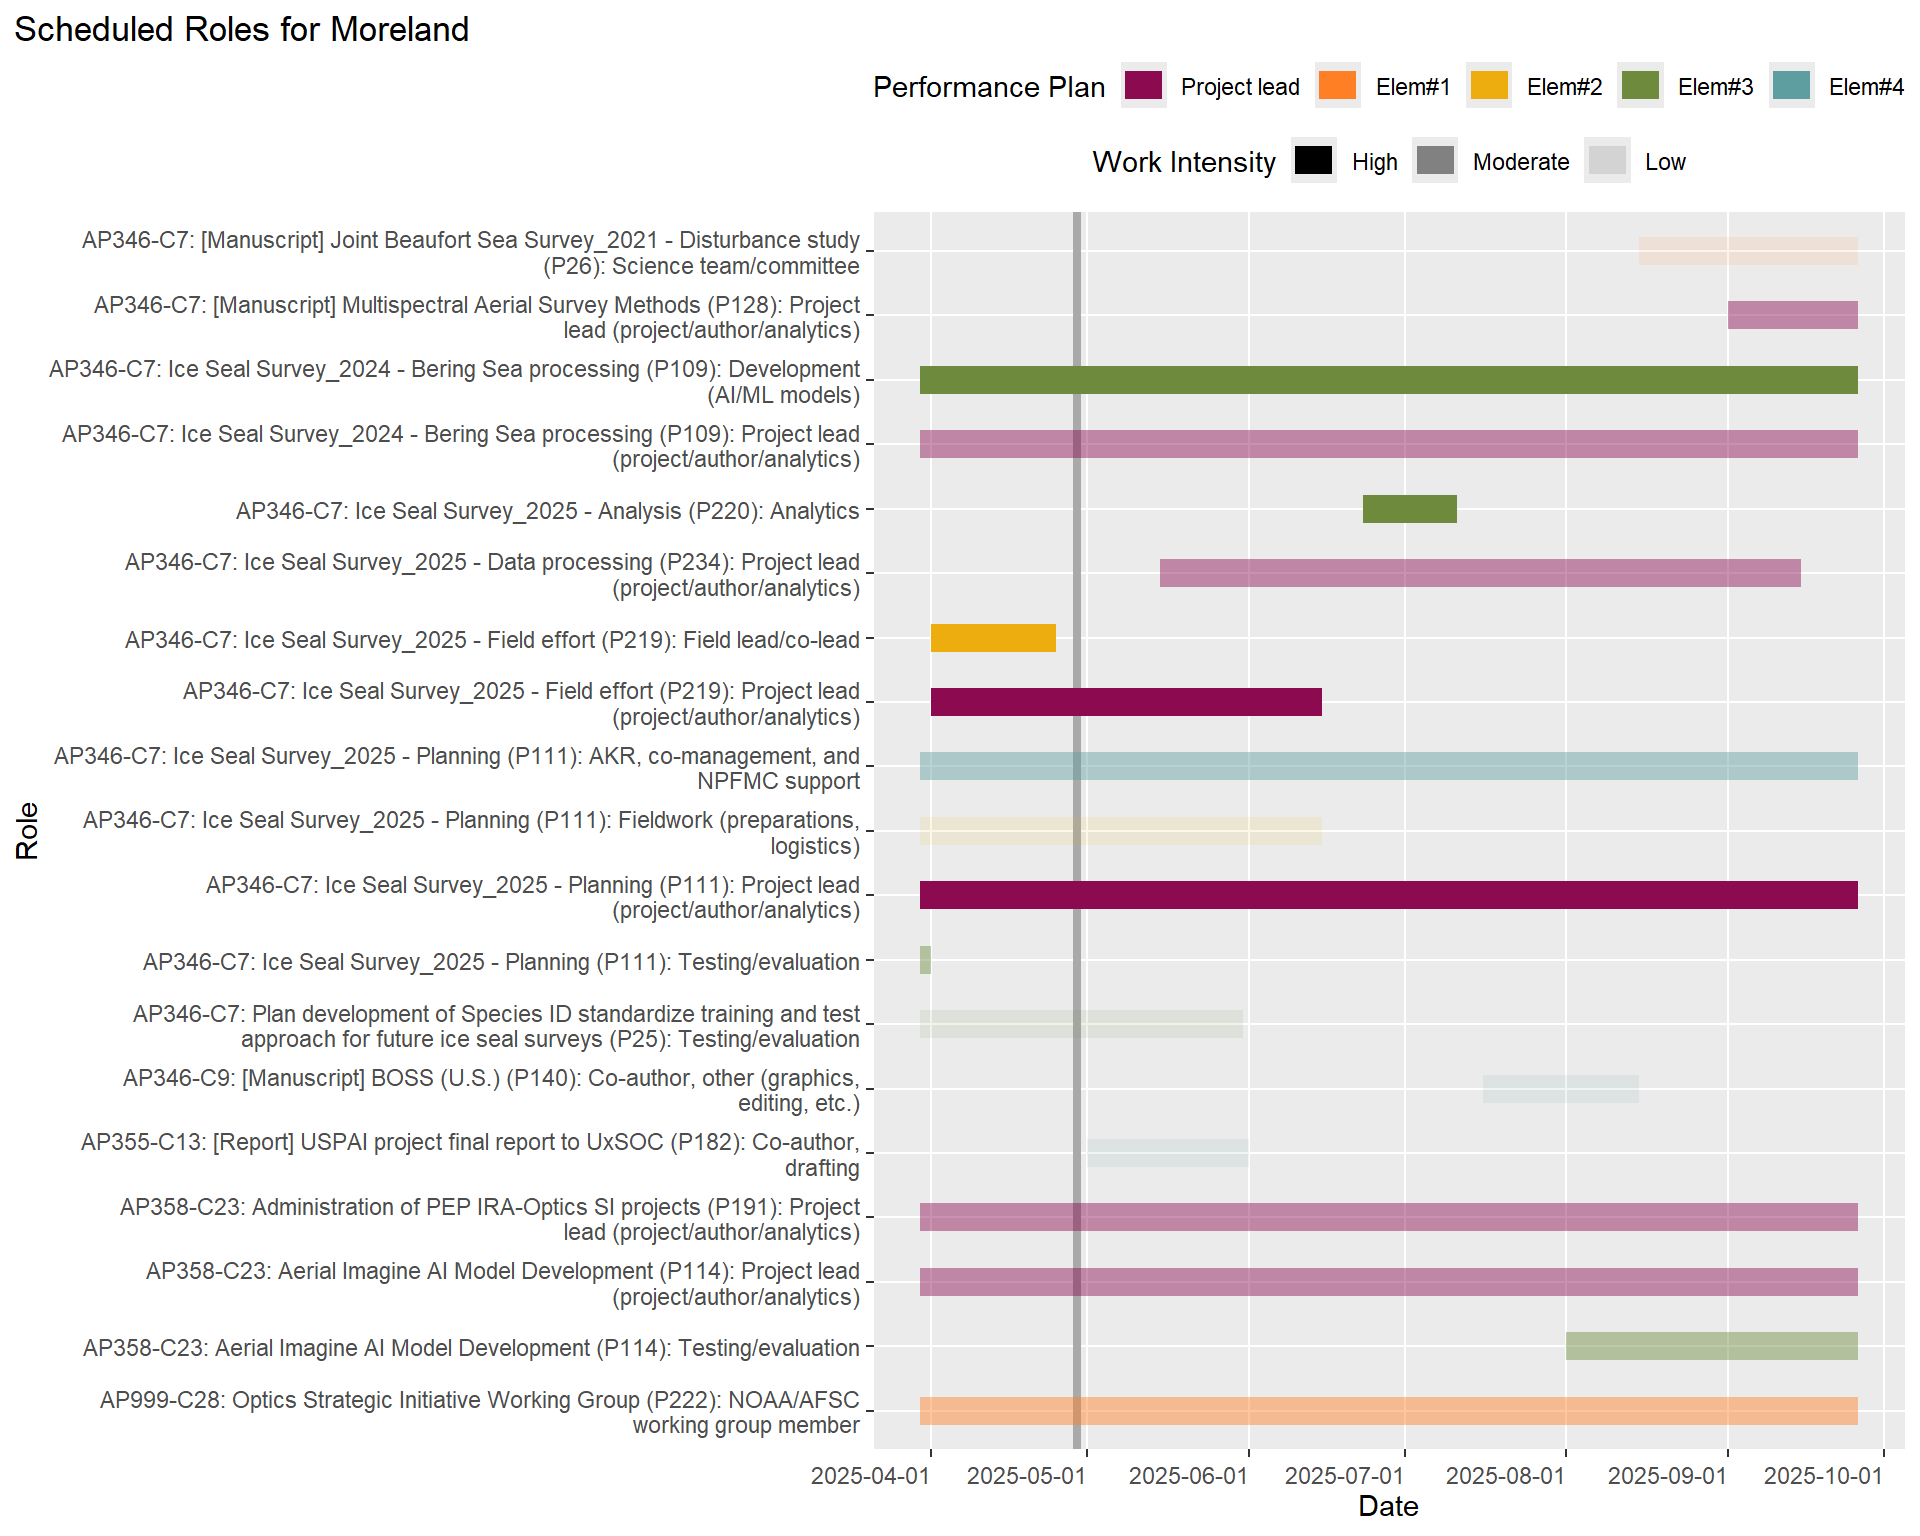 Scheduled Roles for Moreland
Performance Plan Project lead Elem#1 Elem#2 Elem#3 Elem#4
Work Intensity High Moderate Low
AP346-C7: [Manuscript] Joint Beaufort Sea Survey_2021 - Disturbance study
(P26): Science team/committee
AP346-C7: [Manuscript] Multispectral Aerial Survey Methods (P128): Project
lead (project/author/analytics)
AP346-C7: Ice Seal Survey_2024 - Bering Sea processing (P109): Development
(AI/ML models)
AP346-C7: Ice Seal Survey_2024 - Bering Sea processing (P109): Project lead
(project/author/analytics)
AP346-C7: Ice Seal Survey_2025 - Analysis (P220): Analytics
AP346-C7: Ice Seal Survey_2025 - Data processing (P234): Project lead
(project/author/analytics)
AP346-C7: Ice Seal Survey_2025 - Field effort (P219): Field lead/co-lead
AP346-C7: Ice Seal Survey_2025 - Field effort (P219): Project lead
(project/author/analytics)
AP346-C7: Ice Seal Survey_2025 - Planning (P111): AKR, co-management, and
NPFMC support
AP346-C7: Ice Seal Survey_2025 - Planning (P111): Fieldwork (preparations,
logistics)
AP346-C7: Ice Seal Survey_2025 - Planning (P111): Project lead
(project/author/analytics)
AP346-C7: Ice Seal Survey_2025 - Planning (P111): Testing/evaluation
AP346-C7: Plan development of Species ID standardize training and test
approach for future ice seal surveys (P25): Testing/evaluation
AP346-C9: [Manuscript] BOSS (U.S.) (P140): Co-author, other (graphics,
editing, etc.)
AP355-C13: [Report] USPAI project final report to UxSOC (P182): Co-author,
drafting
AP358-C23: Administration of PEP IRA-Optics SI projects (P191): Project
lead (project/author/analytics)
AP358-C23: Aerial Imagine AI Model Development (P114): Project lead
(project/author/analytics)
AP358-C23: Aerial Imagine AI Model Development (P114): Testing/evaluation
AP999-C28: Optics Strategic Initiative Working Group (P222): NOAA/AFSC
working group member
Role
2025-04-01 2025-05-01 2025-06-01 2025-07-01 2025-08-01 2025-09-01 2025-10-01
Date